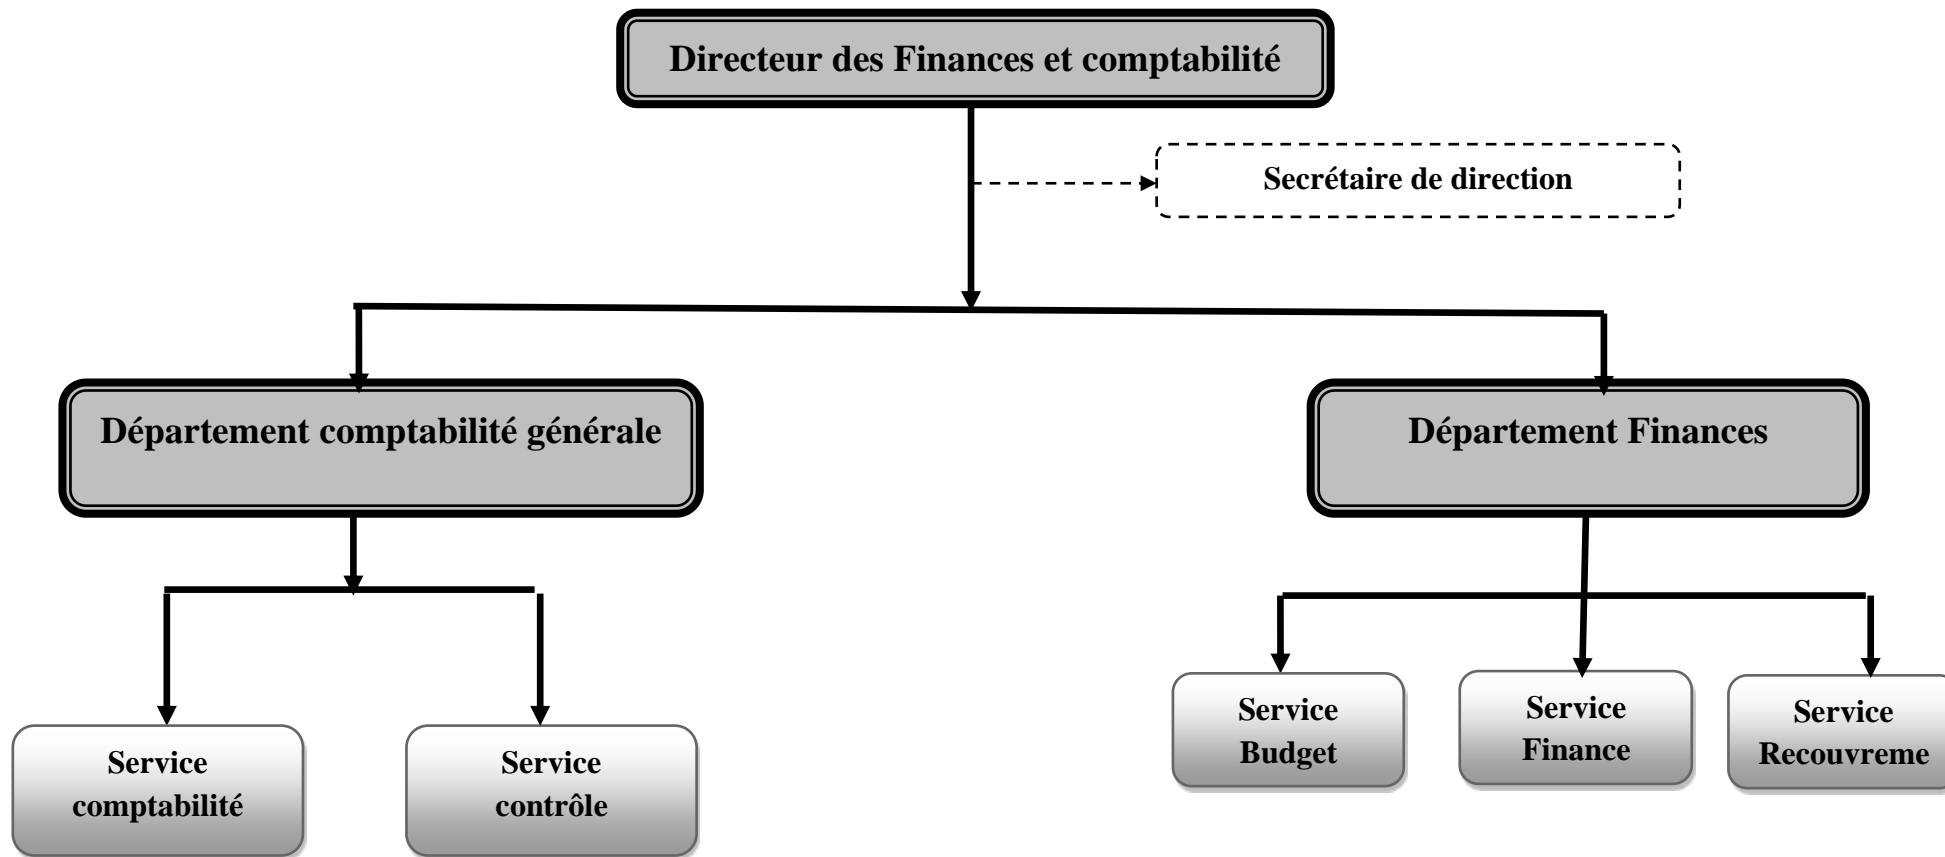 Directeur des Finances et comptabilité
Secrétaire de direction
Département comptabilité générale
Département Finances
Service
comptabilité
Service
contrôle
Service
Budget
Service
Finance
Service
Recouvreme